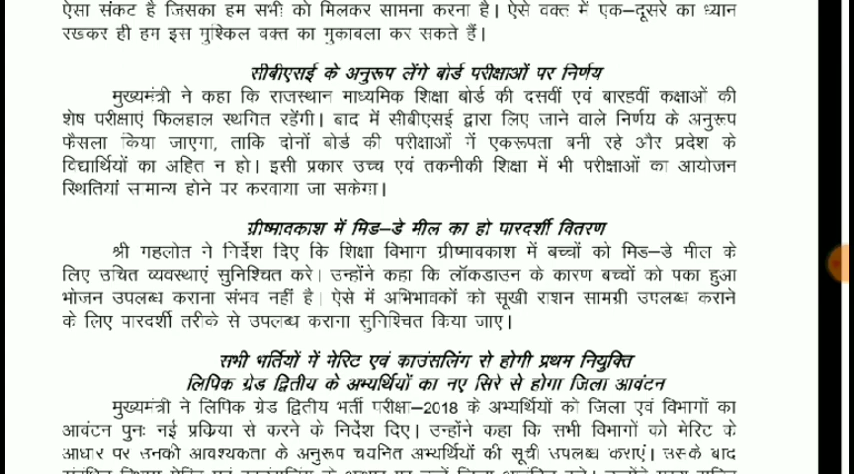 ऐसा संकट है जिसका हम सभी को मिलकर सामना करना है। ऐसे वक्त में एक–दूसरे का ध्यान
रखकर ही हम इस मुश्किल वक्त का मुकाबला कर सकते हैं।
सीबीएसई के अनुरूप लेंगे बोर्ड परीक्षाओं पर निर्णय
मुख्यमंत्री ने कहा कि राजस्थान माध्यमिक शिक्षा बोर्ड की दसवीं एवं बारहवीं कक्षाओं की
शेष परीक्षाएं फिलहाल स्थगित रहेंगी। बाद में सीबीएसई द्वारा लिए जाने वाले निर्णय के अनुरूप
फैसला किया जाएगा, ताकि दोनों बोर्ड की परीक्षाओं में एकरूपता बनी रहे और प्रदेश के
विद्यार्थियों का अहित न हो। इसी प्रकार उच्च एवं तकनीकी शिक्षा में भी परीक्षाओं का आयोजन
स्थितियां सामान्य होने पर करवाया जा सकेगा।
ग्रीष्मावकाश में मिड–डे मील का हो पारदर्शी वितरण
श्री गहलोत ने निर्देश दिए कि शिक्षा विभाग ग्रीष्मावकाश में बच्चों को मिड–डे मील के
लिए उचित व्यवस्थाएं सुनिश्चित करे। उन्होंने कहा कि लॉकडाउन के कारण बच्चों को पका हुआ
भोजन उपलब्ध कराना संभव नहीं है। ऐसे में अभिभावकों को सूखी राशन सामग्री उपलब्ध कराने
के लिए पारदर्शी तरीके से उपलब्ध कराना सुनिश्चित किया जाए।
सभी भर्तियों में मेरिट एवं काउंसलिंग से होगी प्रथम नियुक्ति
लिपिक ग्रेड द्वितीय के अभ्यर्थियों का नए सिरे से होगा जिला आवंटन
मुख्यमंत्री ने लिपिक ग्रेड द्वितीय भर्ती परीक्षा–2018 के अभ्यर्थियों को जिला एवं विभागों का
आवंटन पुनः नई प्रक्रिया से करने के निर्देश दिए। उन्होंने कहा कि सभी विभागों को मेरिट के
आधार पर उनकी आवश्यकता के अनुरूप चयनित अभ्यर्थियों की सूची उपलब्ध कराएं। उसके बाद